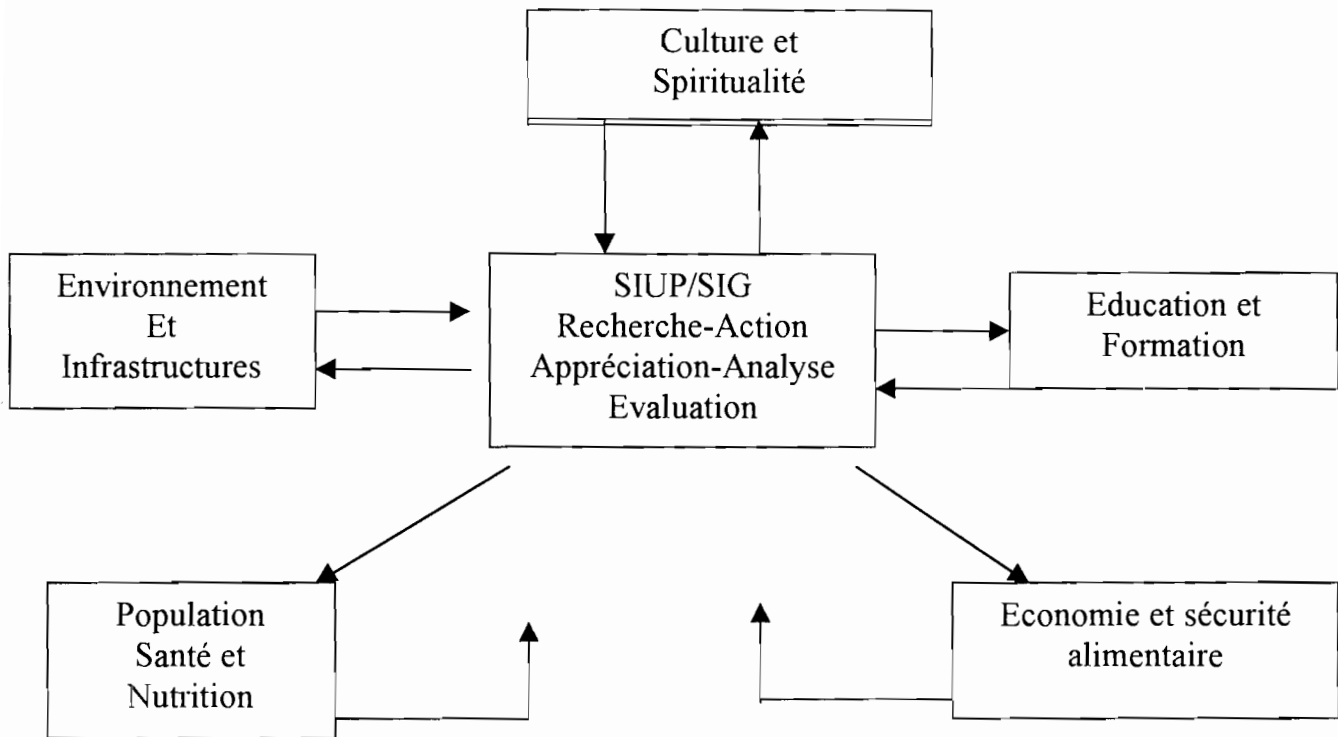 Culture et
Spiritualité
Environnement
Et
Infrastructures
SIUP/SIG
Recherche-Action
Appréciation-Analyse
Evaluation
Education et
Formation
Population
Santé et
Nutrition
Economie et sécurité
alimentaire